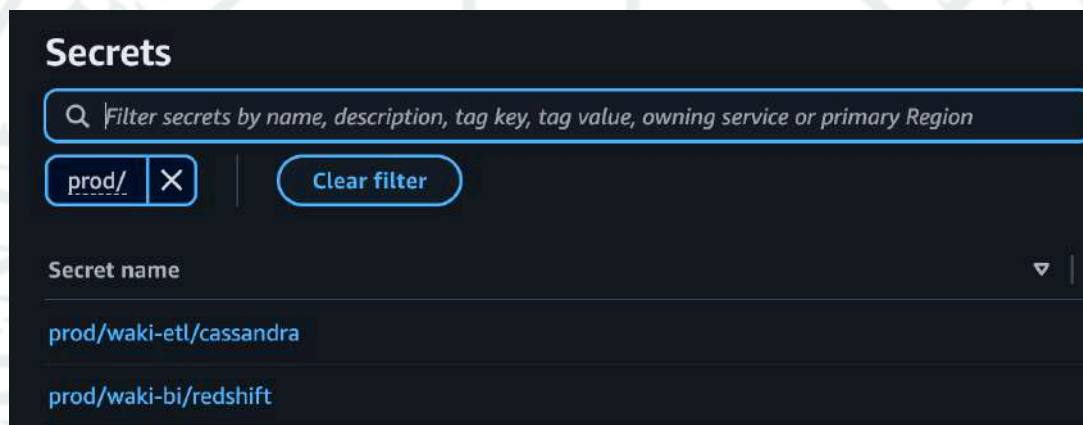 Secrets
Filter secrets by name, description, tag key, tag value, owning service or primary Region
prod/ Clear filter
Secret name
prod/waki-etl/cassandra
prod/waki-bi/redshift